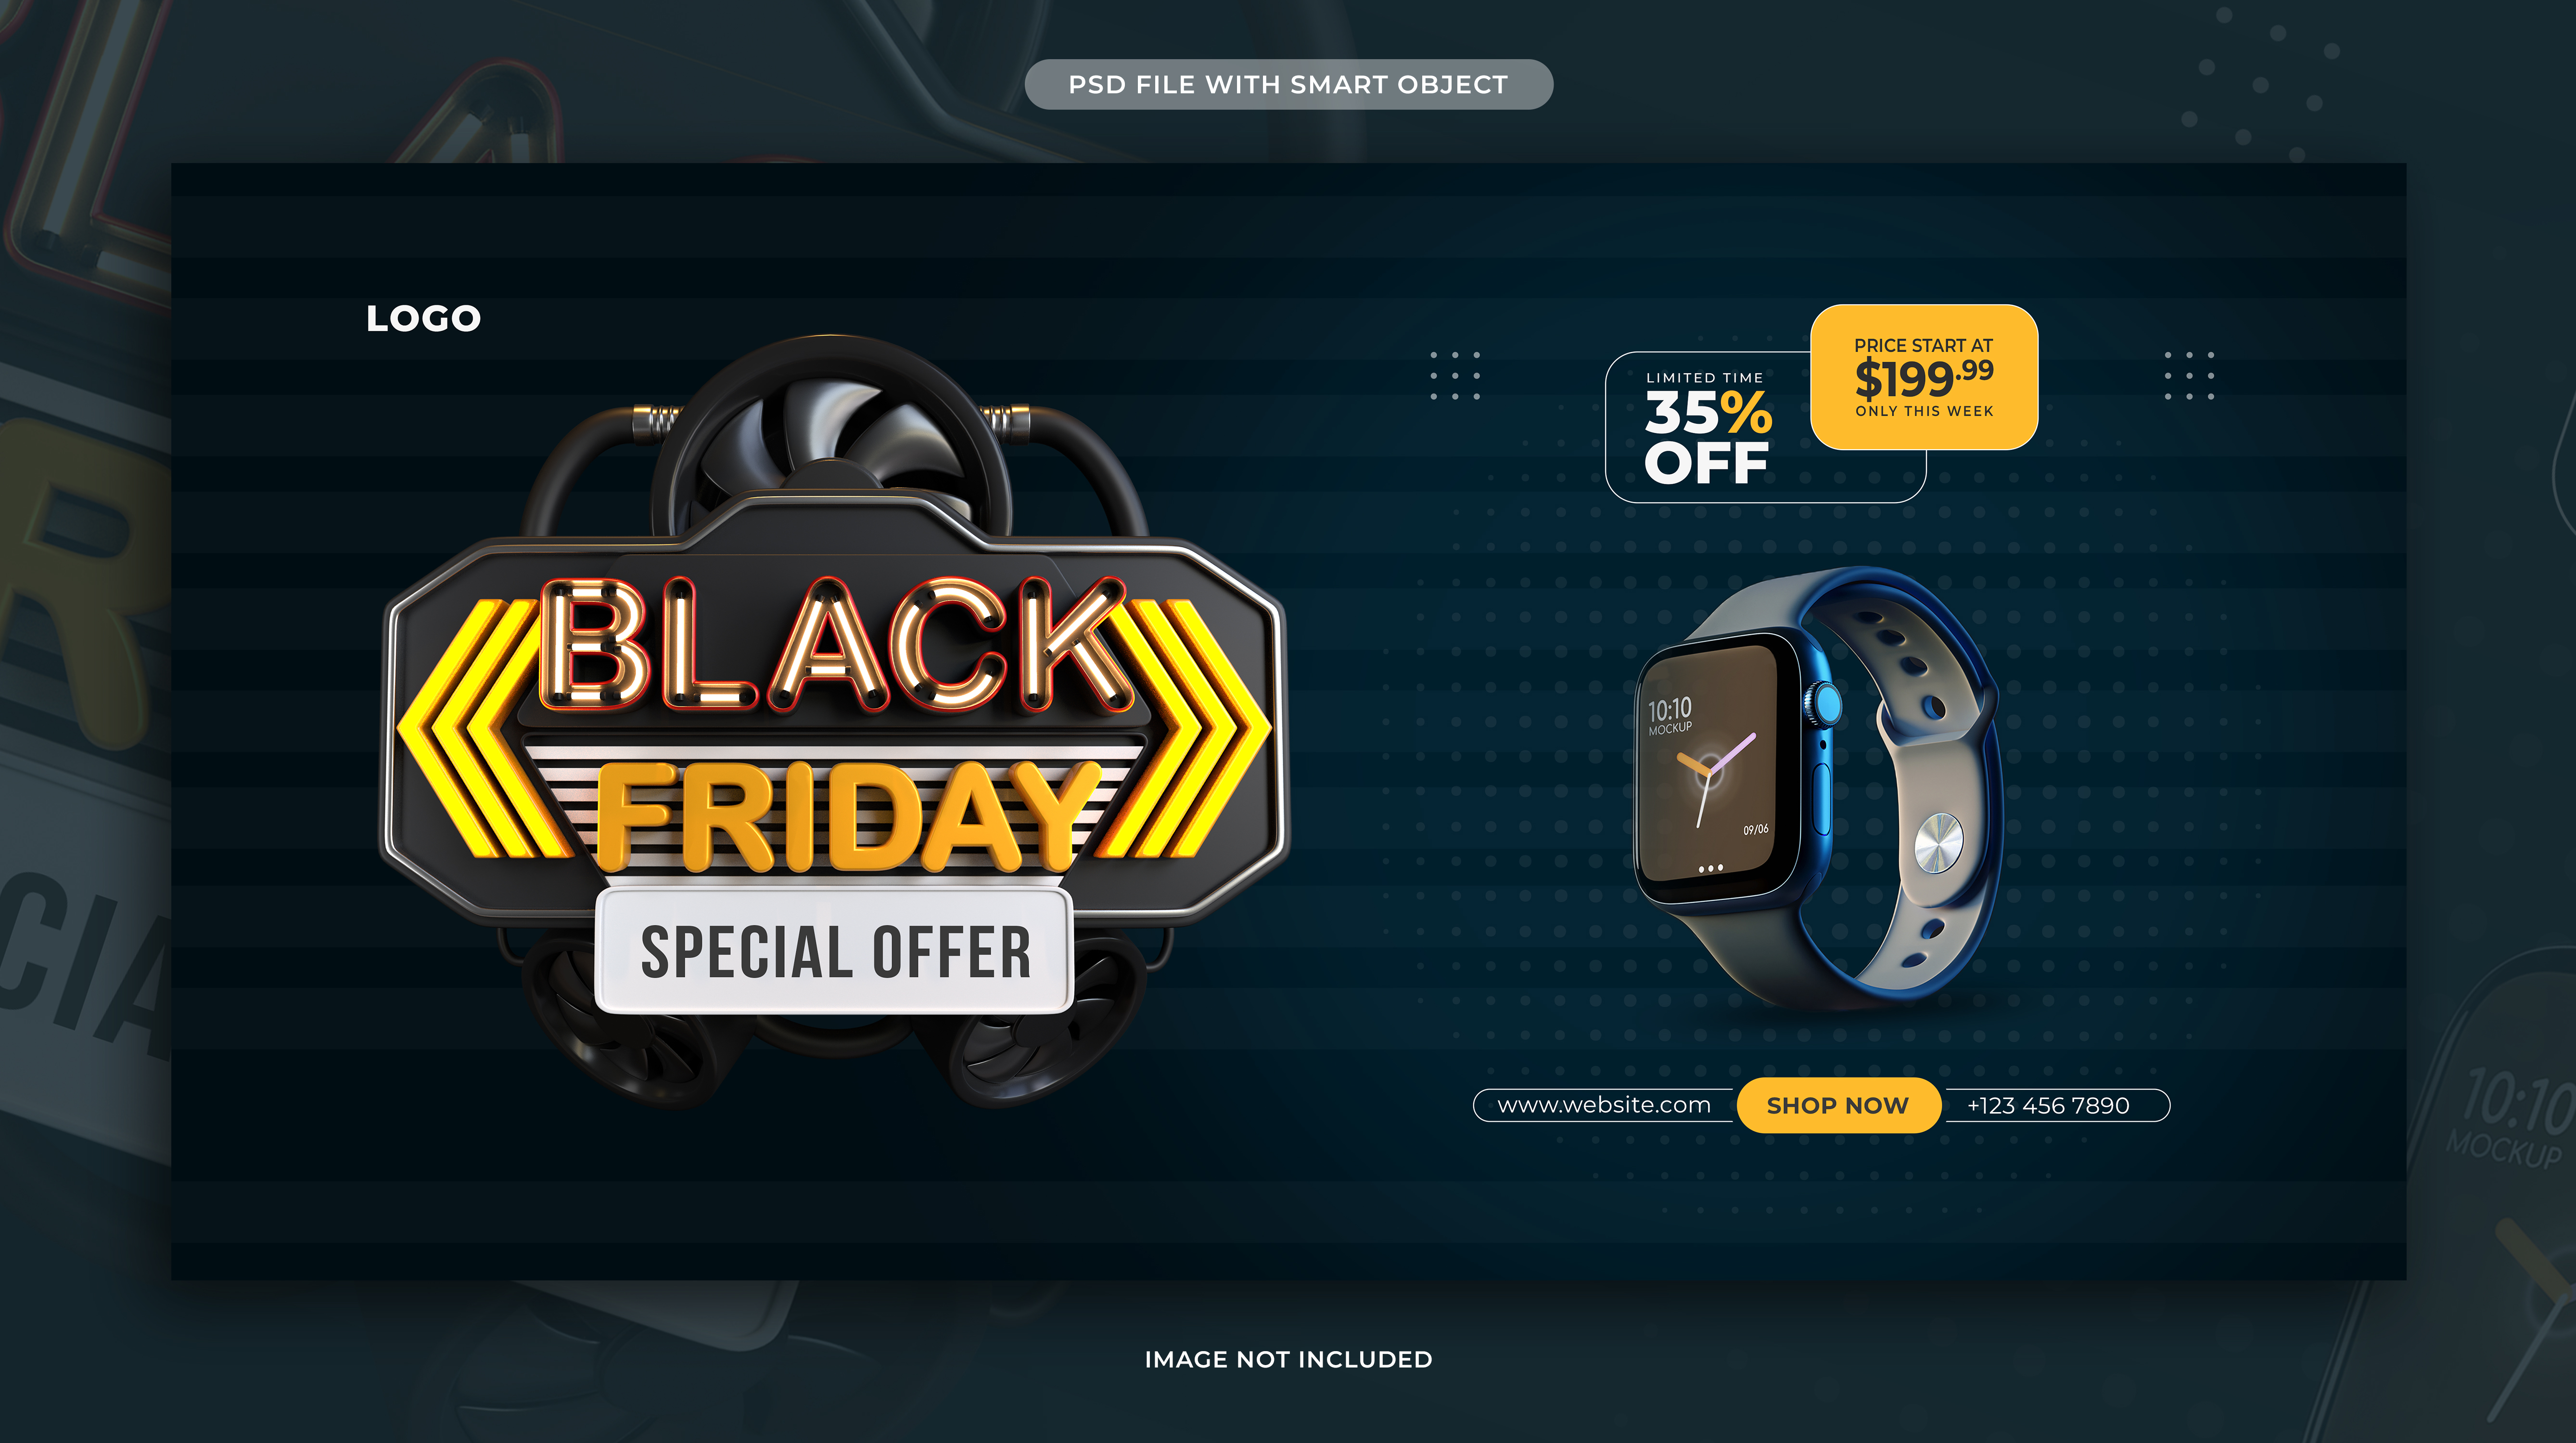 PSD FILE WITH SMART OBJECT
LOGO
BLACK
FRIDAY
SPECIAL OFFER
LIMITED TIME
35%
OFF
PRICE START AT
$199.99
ONLY THIS WEEK
10:10
MOCKUP
09/06
www.website.com
SHOP NOW
+123 456 7890
IMAGE NOT INCLUDED
10:10
MOCKUP